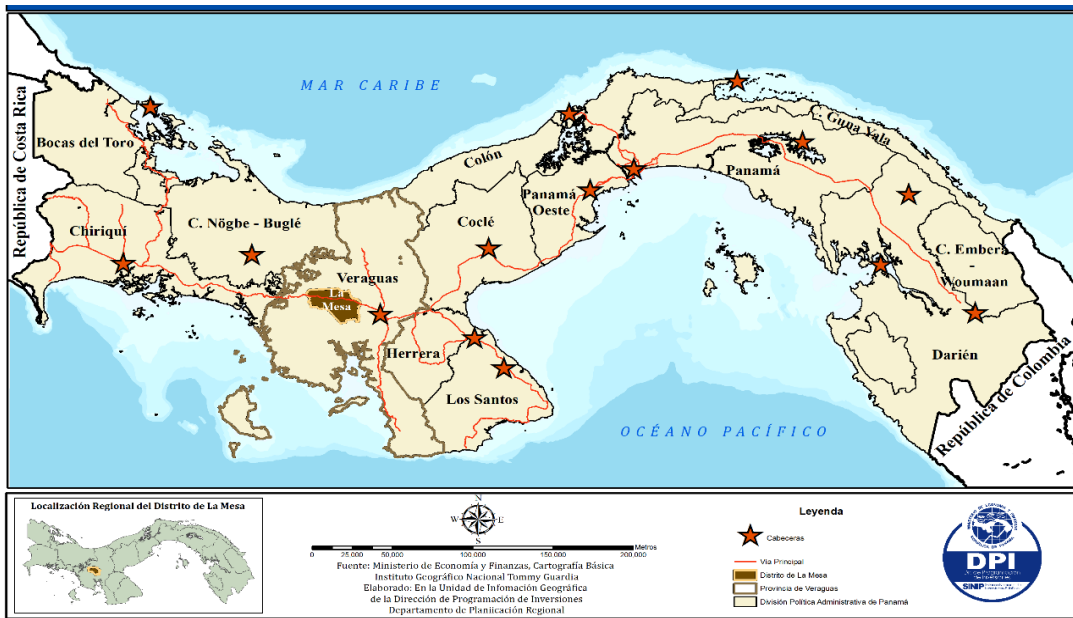 MAR CARIBE
República de Costa Rica
Bocas del Toro
Colón
C. Guna Yala
Panamá
Panamá
Oeste
Chiriquí
C. Nögbe - Buglé
Coclé
Veraguas
C. Embera
-
Woumaan
La
Mesa
Herrera
Darién
Los Santos
República de Colombia
OCÉANO PACÍFICO
Localización Regional del Distrito de La Mesa
N
W
E
S
0
25.000
50,000
100.000
150.000
200.000
Metros
Fuente: Ministerio de Economía y Finanzas, Cartografía Básica
Instituto Geográfico Nacional Tommy Guardia
Elaborado: En la Unidad de Infomación Geográfica
de la Dirección de Programación de Inversiones
Departamento de Planiicación Regional
Leyenda
Cabeceras
Vía Principal
Distrito de La Mesa
Provincia de Veraguas
División Política Administrativa de Panamá
DPI
SINIP